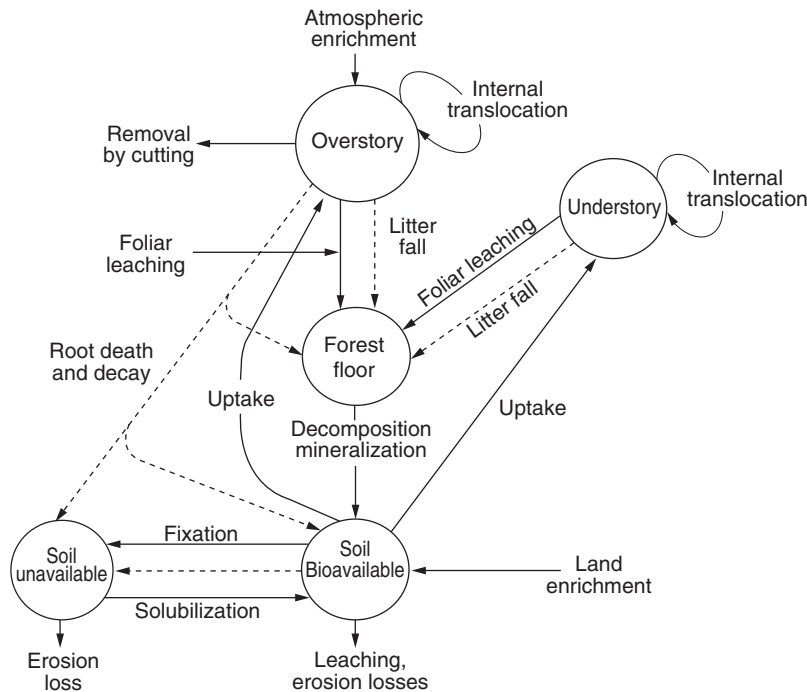 Atmospheric
enrichment
Internal
translocation
Removal
by cutting
Overstory
Internal
translocation
Understory
Foliar
leaching
Litter
fall
Foliar leaching
Litter fall
Forest
floor
Root death
and decay
Uptake
Uptake
Decomposition
mineralization
Fixation
Soil
unavailable
Soil
Bioavailable
Land
enrichment
Solubilization
Erosion
loss
Leaching,
erosion losses